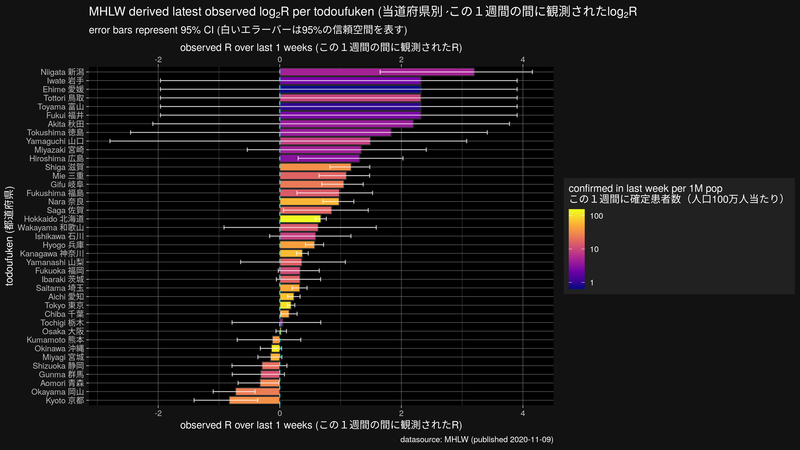 MHLW derived latest observed log₂R per todoufuken (当道府県別・この１週間の間に観測されたlog₂R
error bars represent 95% CI (白いエラーバーは95%の信頼空間を表す)
observed R over last 1 weeks (この１週間の間に観測されたR)
-2 0 2 4
todoufuken (都道府県)
Niigata 新潟
Iwate 岩手
Ehime 愛媛
Tottori 鳥取
Toyama 富山
Fukui 福井
Akita 秋田
Tokushima 徳島
Yamaguchi 山口
Miyazaki 宮崎
Hiroshima 広島
Shiga 滋賀
Mie 三重
Gifu 岐阜
Fukushima 福島
Nara 奈良
Saga 佐賀
Hokkaido 北海道
Wakayama 和歌山
Ishikawa 石川
Hyogo 兵庫
Kanagawa 神奈川
Yamanashi 山梨
Fukuoka 福岡
Ibaraki 茨城
Saitama 埼玉
Aichi 愛知
Tokyo 東京
Chiba 千葉
Tochigi 栃木
Osaka 大阪
Kumamoto 熊本
Okinawa 沖縄
Miyagi 宮城
Shizuoka 静岡
Gunma 群馬
Aomori 青森
Okayama 岡山
Kyoto 京都
-2 0 2 4
observed R over last 1 weeks (この１週間の間に観測されたR)
datasource: MHLW (published 2020-11-09)
confirmed in last week per 1M pop
この１週間に確定患者数（人口100万人当たり）
100
10
1